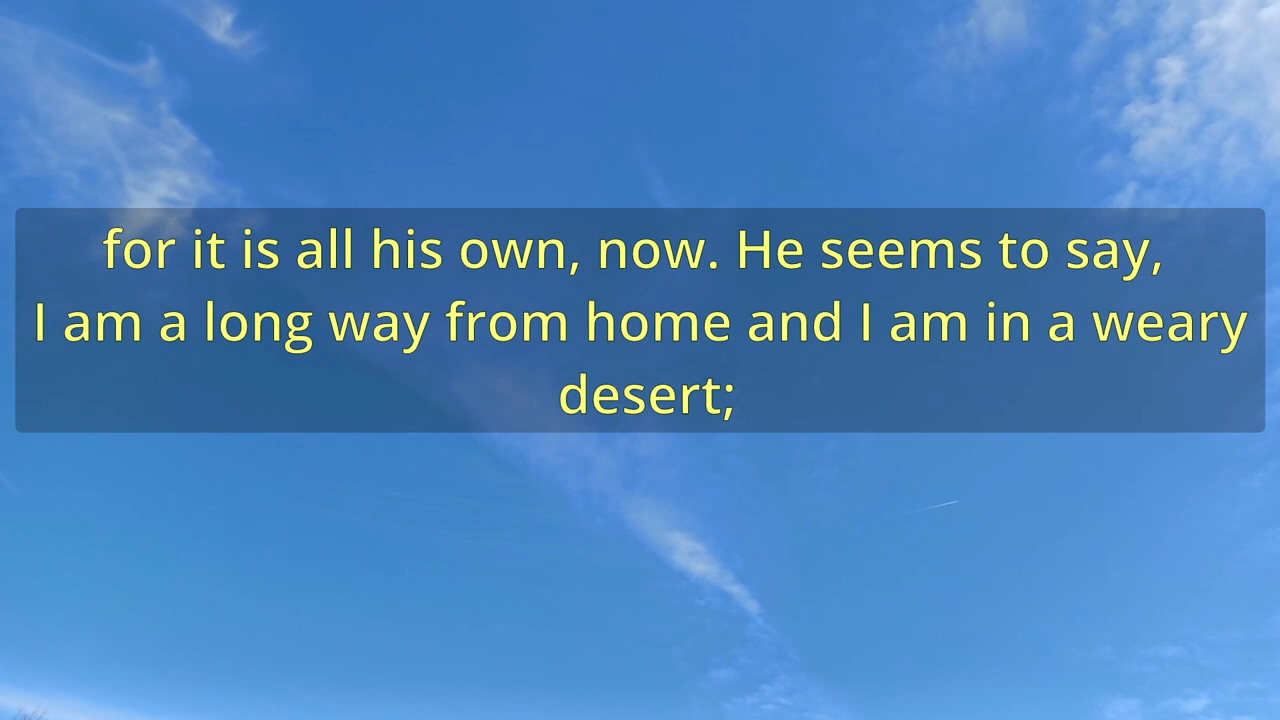 for it is all his own, now. He seems to say,
I am a long way from home and I am in a weary
desert;